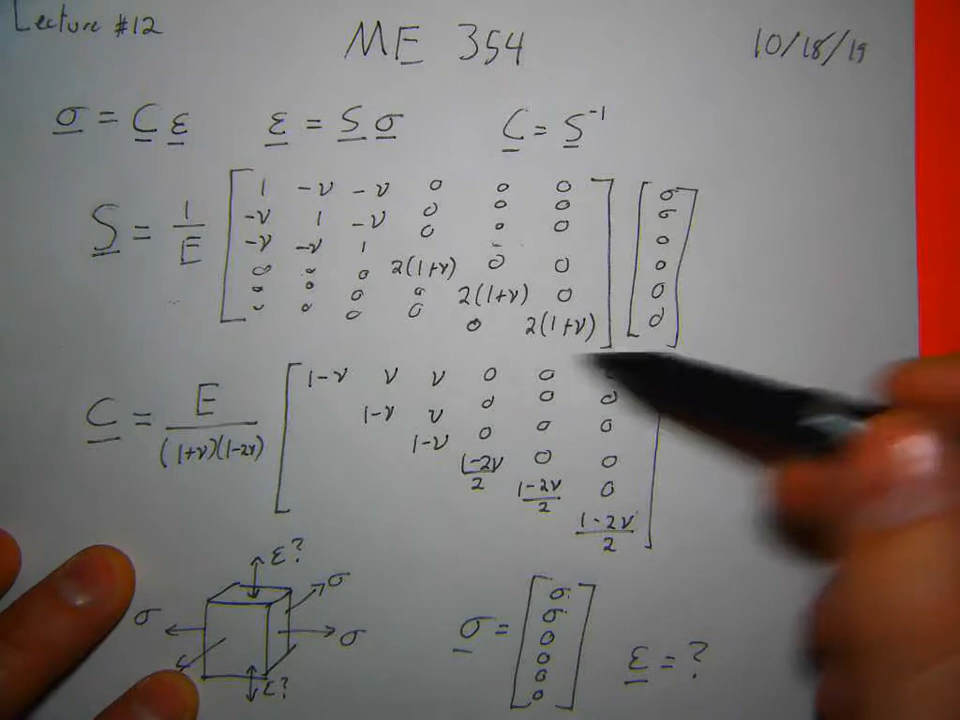 Lecture #12 ME 354 10/18/19
σ = C ε ε = S σ C = S⁻¹
S = 1/E [ 1 -ν -ν 0 0 0 ] [ σ ]
-ν 1 -ν 0 0 0 σ
-ν -ν 1 0 0 0
0 0 0 2(1+ν) 0 0 0
0 0 0 0 2(1+ν) 0 0
0 0 0 0 0 2(1+ν) 0
C = E/((1+ν)(1-2ν)) [ 1-ν ν ν 0 0
1-ν ν 0 0 0
1-ν 0 0 0
1-2ν/2 0 0
1-2ν/2 0
1-2ν/2 ]
ε?
σ
σ
σ
ε?
σ = [ σ
σ
0
0
0
0 ]
ε = ?